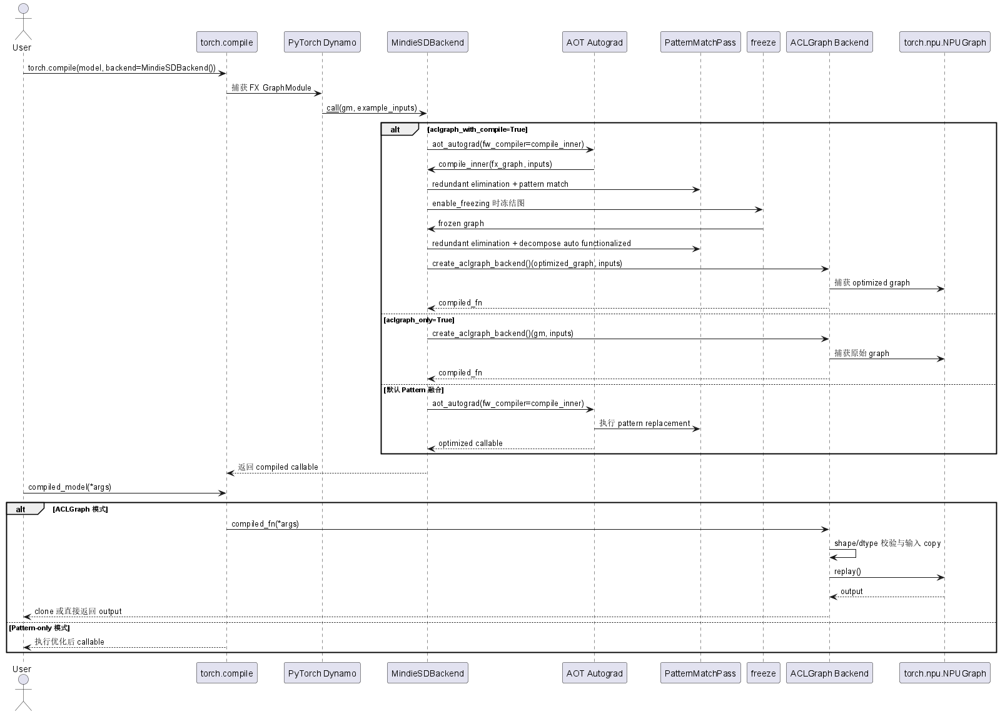 User
torch.compile
PyTorch Dynamo
MindieSDBackend
AOT Autograd
PatternMatchPass
freeze
ACLGraph Backend
torch.npu.NPUGraph
torch.compile(model, backend=MindieSDBackend())
捕获 FX GraphModule
call(gm, example_inputs)
alt
[aclgraph_with_compile=True]
aot_autograd(fw_compiler=compile_inner)
compile_inner(fx_graph, inputs)
redundant elimination + pattern match
enable_freezing 时冻结图
frozen graph
redundant elimination + decompose auto functionalized
create_aclgraph_backend()(optimized_graph, inputs)
捕获 optimized graph
compiled_fn
[aclgraph_only=True]
create_aclgraph_backend()(gm, inputs)
捕获原始 graph
compiled_fn
[默认 Pattern 融合]
aot_autograd(fw_compiler=compile_inner)
执行 pattern replacement
optimized callable
返回 compiled callable
compiled_model(*args)
alt
[ACLGraph 模式]
compiled_fn(*args)
shape/dtype 校验与输入 copy
replay()
output
clone 或直接返回 output
[Pattern-only 模式]
执行优化后 callable
User
torch.compile
PyTorch Dynamo
MindieSDBackend
AOT Autograd
PatternMatchPass
freeze
ACLGraph Backend
torch.npu.NPUGraph